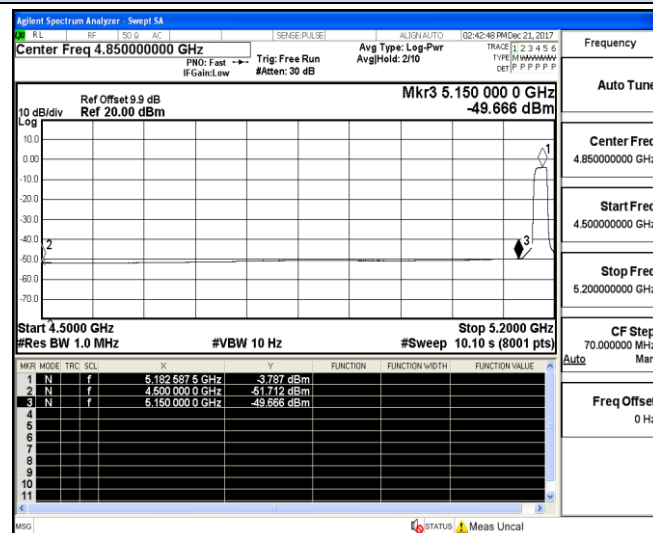 Agilent Spectrum Analyzer - Swept SA
RL RF 50 Ω AC SENSE:PULSE ALIGN AUTO 02:42:48 PM Dec 21, 2017
Center Freq 4.850000000 GHz
PNO: Fast
IFGain:Low
Trig: Free Run
#Atten: 30 dB
Avg Type: Log-Pwr
Avg|Hold: 2/10
TRACE 1 2 3 4 5 6
TYPE MWWWWW
DET P P P P P P
Frequency
Auto Tune
Center Freq
4.850000000 GHz
Start Freq
4.500000000 GHz
Stop Freq
5.200000000 GHz
CF Step
70.000000 MHz
Auto Man
Freq Offset
0 Hz
Mkr3 5.150 000 0 GHz
-49.666 dBm
Ref Offset 9.9 dB
10 dB/div Ref 20.00 dBm
Log
10.0
0.00
-10.0
-20.0
-30.0
-40.0
-50.0
-60.0
-70.0
1
2
3
Start 4.5000 GHz Stop 5.2000 GHz
#Res BW 1.0 MHz #VBW 10 Hz #Sweep 10.10 s (8001 pts)
MKR MODE TRC SCL X Y FUNCTION FUNCTION WIDTH FUNCTION VALUE
1 N f 5.182 587 5 GHz -3.787 dBm
2 N f 4.500 000 0 GHz -51.712 dBm
3 N f 5.150 000 0 GHz -49.666 dBm
4
5
6
7
8
9
10
11
MSG STATUS Meas Uncal